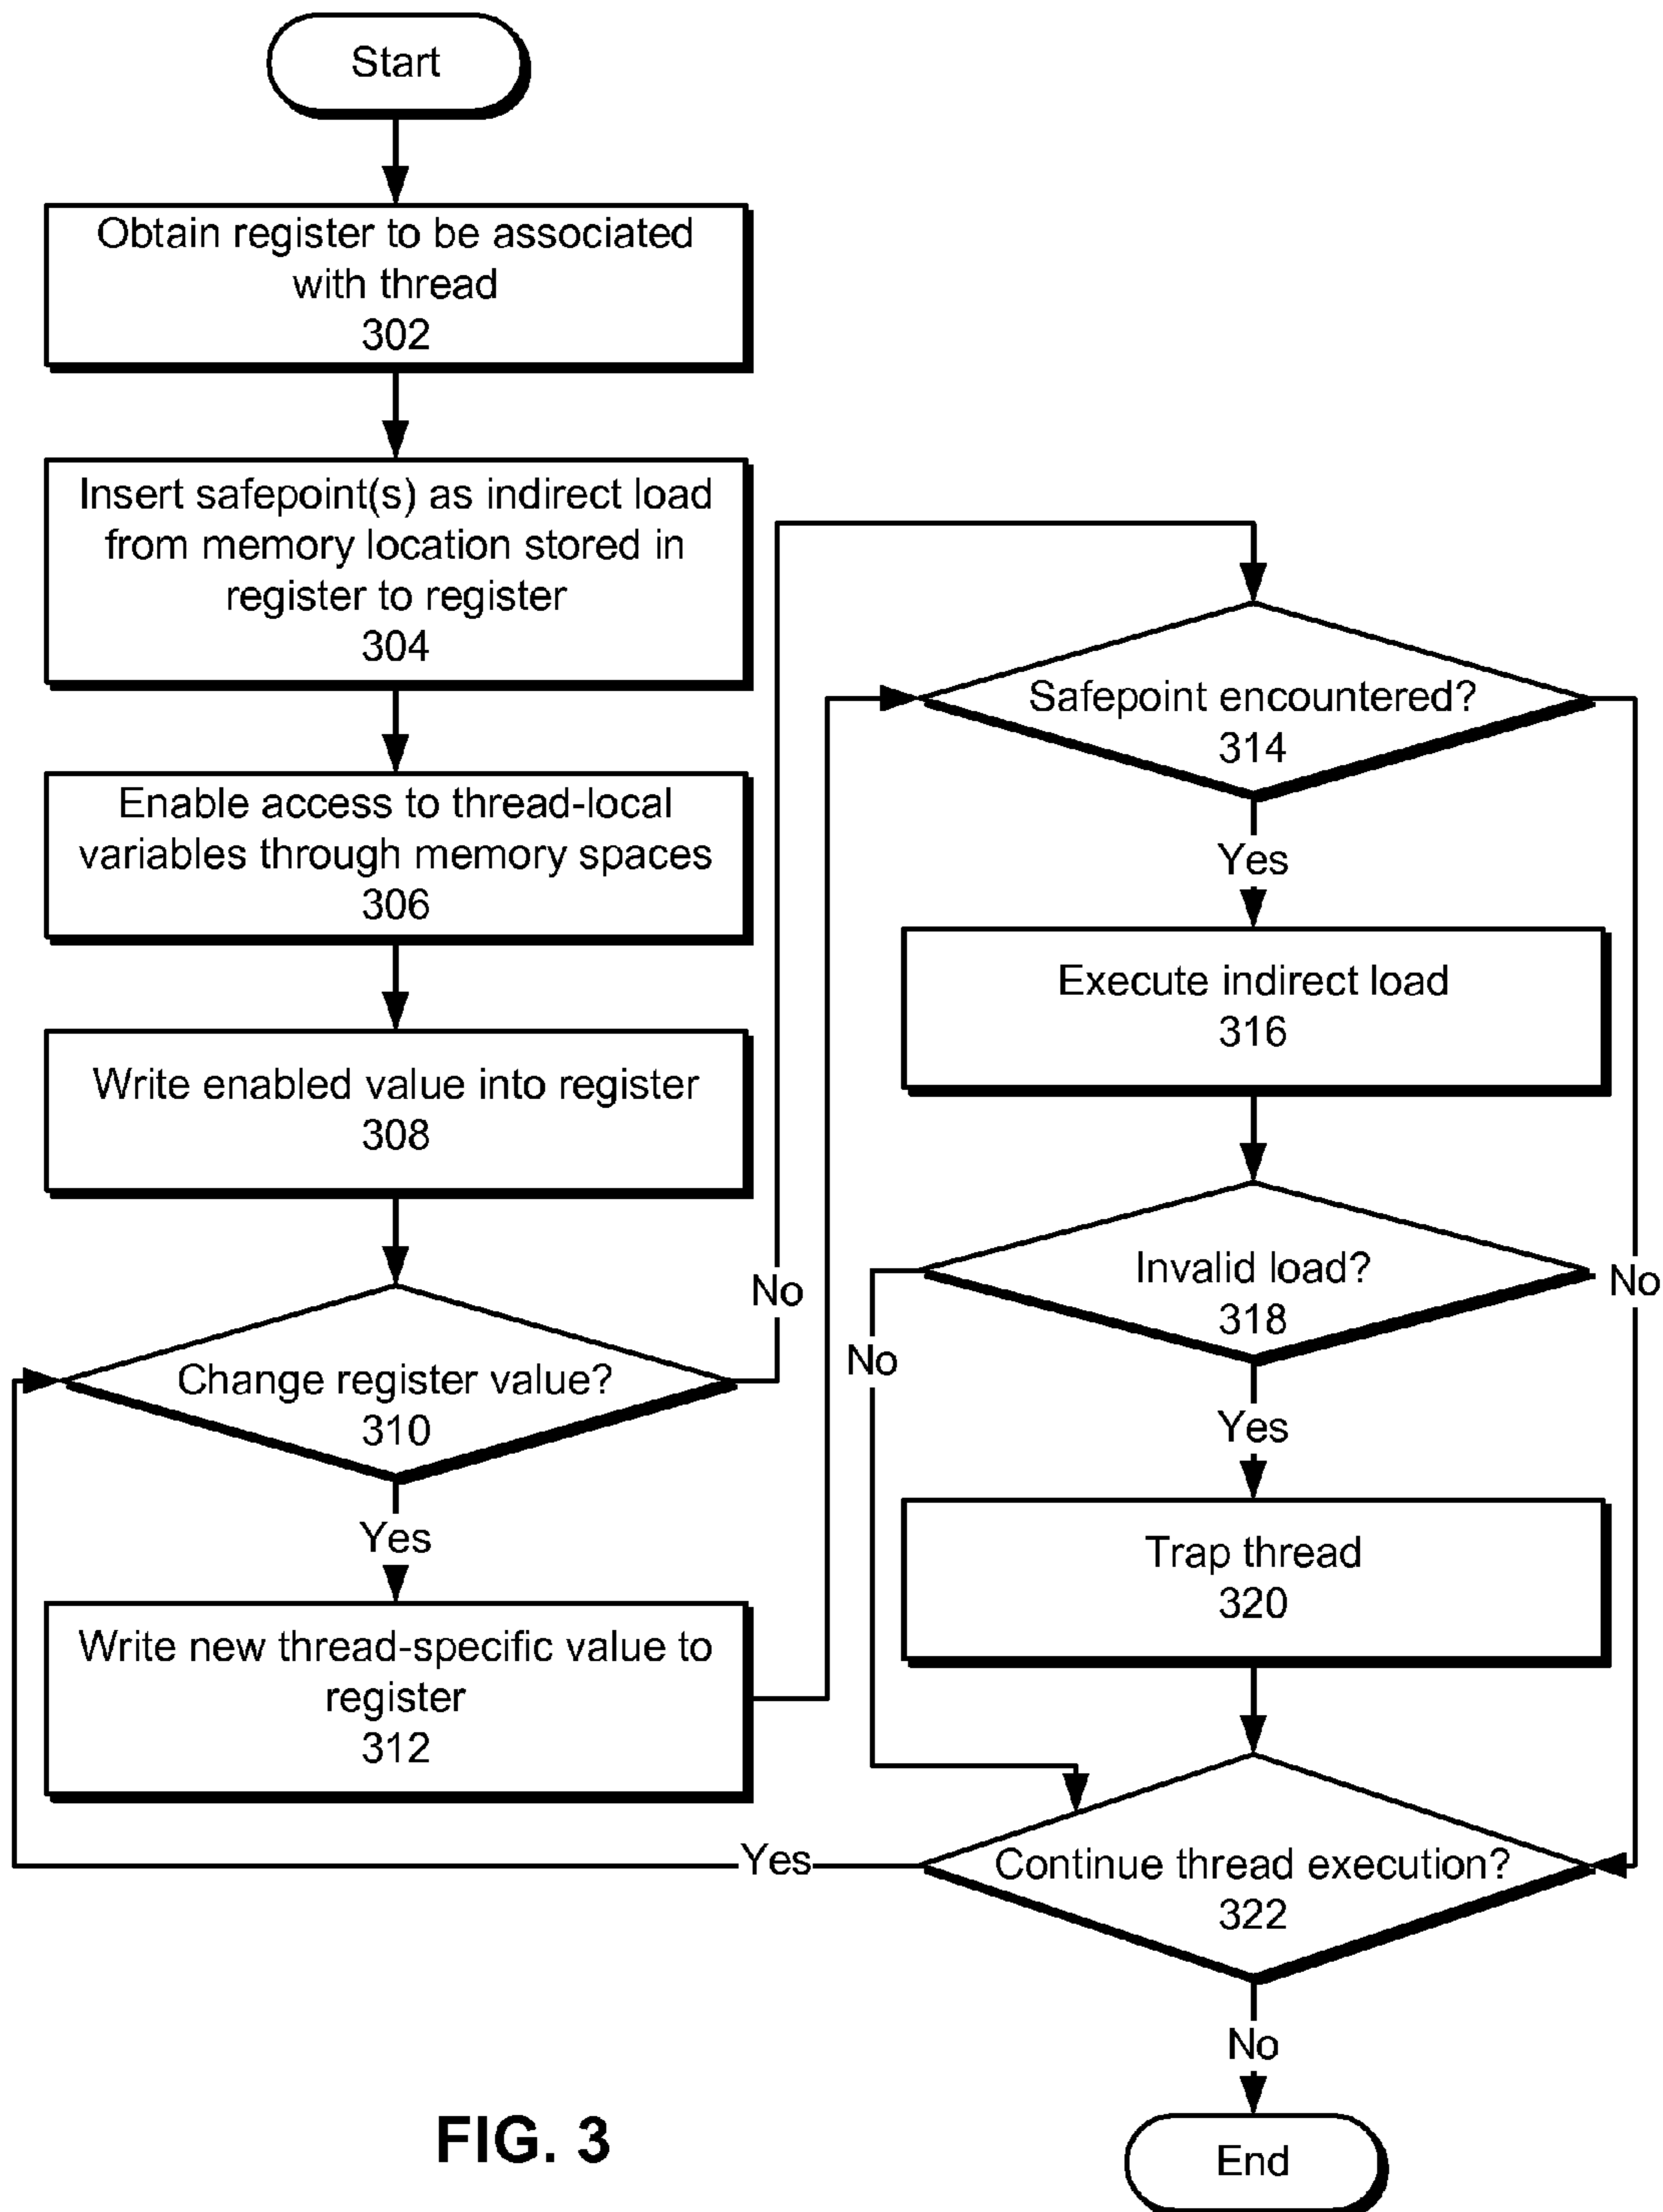 Start
Obtain register to be associated
with thread
302
Insert safepoint(s) as indirect load
from memory location stored in
register to register
304
Enable access to thread-local
variables through memory spaces
306
Write enabled value into register
308
Change register value?
310
No
Yes
Write new thread-specific value to
register
312
Safepoint encountered?
314
Yes
No
Execute indirect load
316
Invalid load?
318
No
Yes
Trap thread
320
Continue thread execution?
322
Yes
No
End
FIG. 3